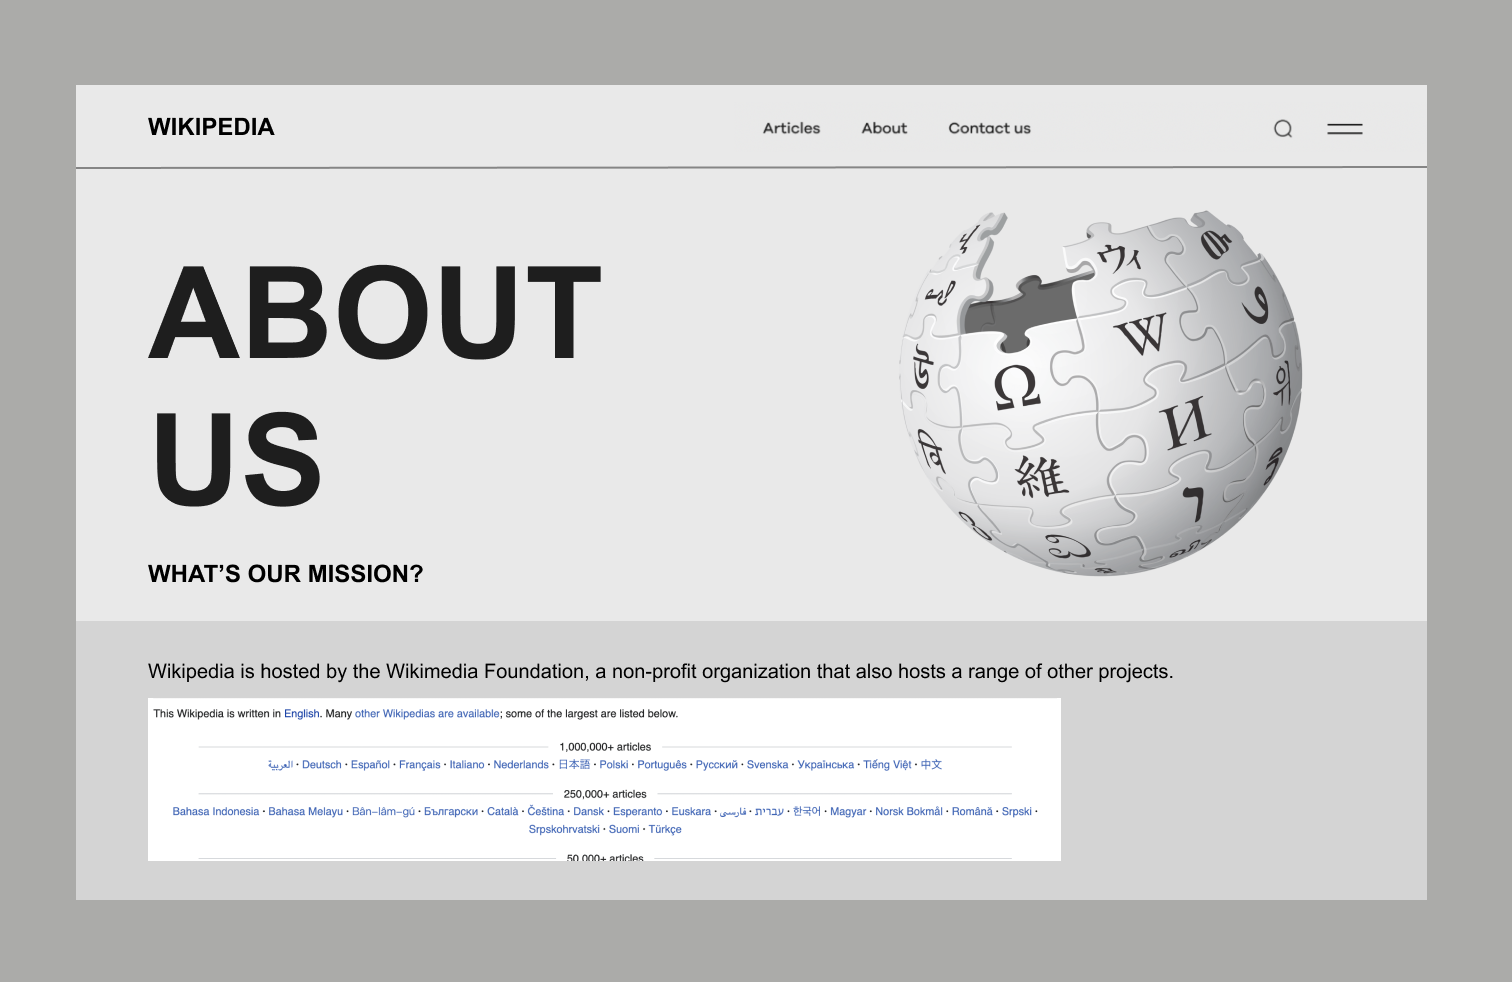 WIKIPEDIA
Articles About Contact us
ABOUT
US
WHAT’S OUR MISSION?
ウィ
W
Ω
И
위
維
ר
Wikipedia is hosted by the Wikimedia Foundation, a non-profit organization that also hosts a range of other projects.
This Wikipedia is written in English. Many other Wikipedias are available; some of the largest are listed below.
1,000,000+ articles
العربية · Deutsch · Español · Français · Italiano · Nederlands · 日本語 · Polski · Português · Русский · Svenska · Українська · Tiếng Việt · 中文
250,000+ articles
Bahasa Indonesia · Bahasa Melayu · Bân-lâm-gú · Български · Català · Čeština · Dansk · Esperanto · Euskara · فارسی · עברית · 한국어 · Magyar · Norsk Bokmål · Română · Srpski ·
Srpskohrvatski · Suomi · Türkçe
50,000+ articles